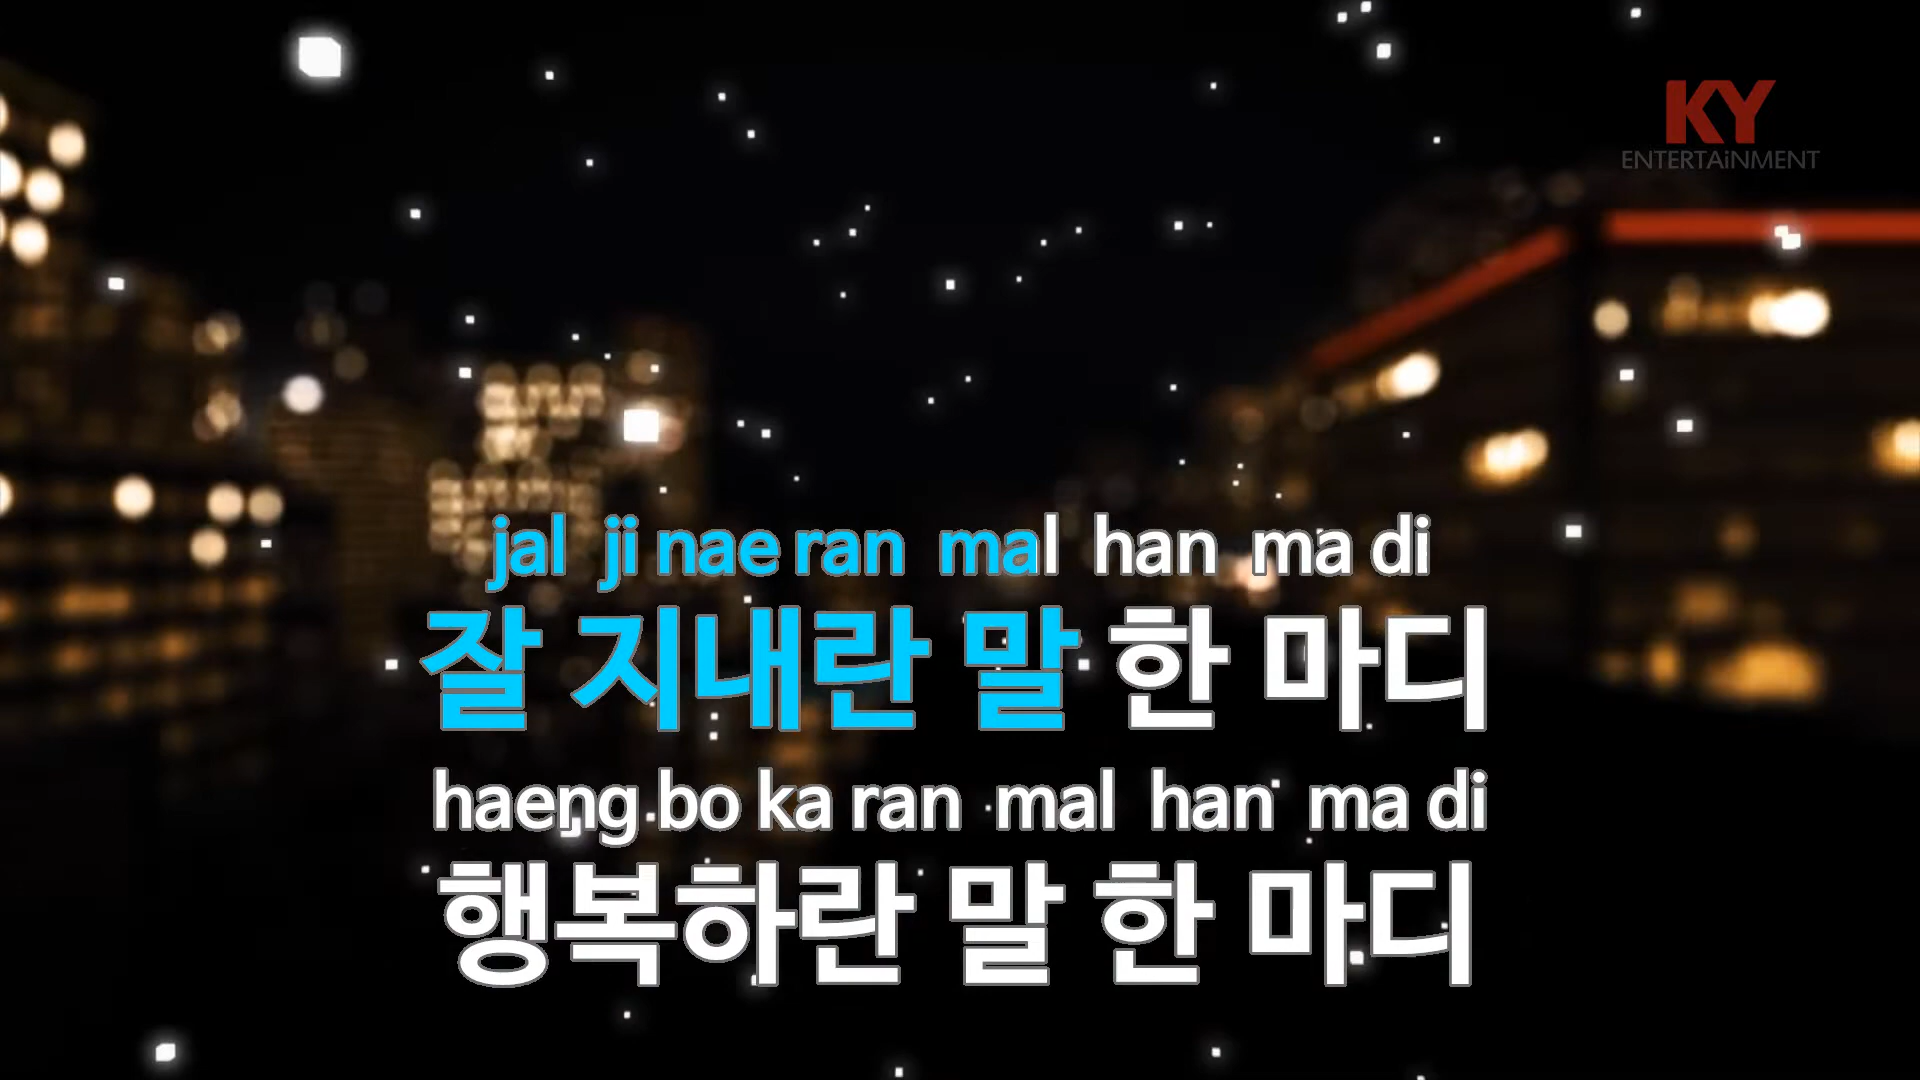 KY
ENTERTAiNMENT
jal ji nae ran mal han ma di
잘 지내란 말 한 마디
haeng bo ka ran mal han ma di
행복하란 말 한 마디